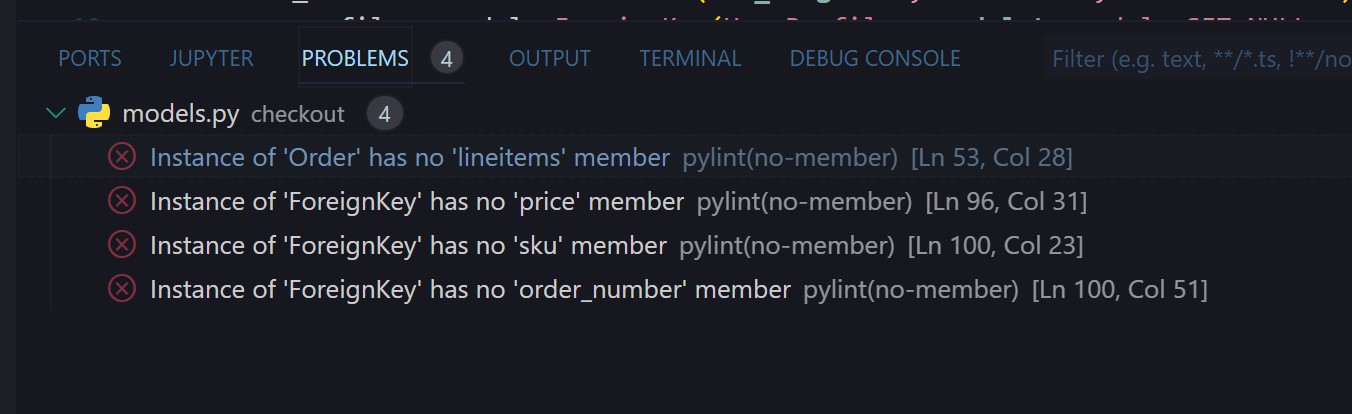 PORTS JUPYTER PROBLEMS 4 OUTPUT TERMINAL DEBUG CONSOLE Filter (e.g. text, **/*.ts, !**/no
models.py checkout 4
Instance of 'Order' has no 'lineitems' member pylint(no-member) [Ln 53, Col 28]
Instance of 'ForeignKey' has no 'price' member pylint(no-member) [Ln 96, Col 31]
Instance of 'ForeignKey' has no 'sku' member pylint(no-member) [Ln 100, Col 23]
Instance of 'ForeignKey' has no 'order_number' member pylint(no-member) [Ln 100, Col 51]